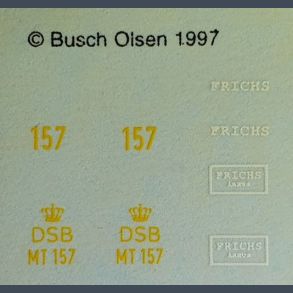 © Busch Olsen 1997
FRICHS
157 157 FRICHS
FRICHS
DSB DSB
MT 157 MT 157
FRICHS